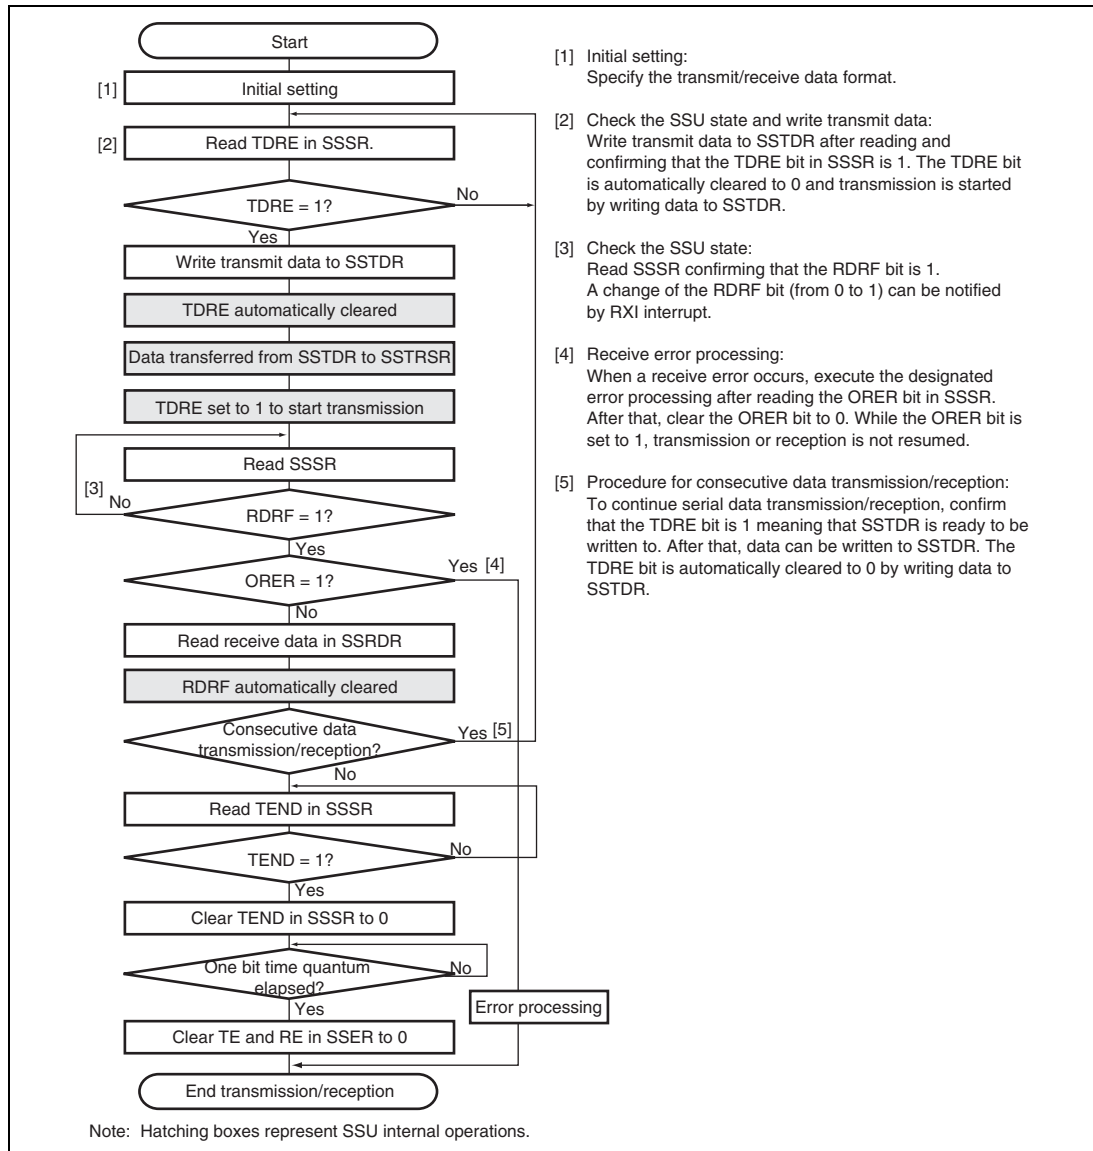 Start
[1] Initial setting
[2] Read TDRE in SSSR.
TDRE = 1?
No
Yes
Write transmit data to SSTDR
TDRE automatically cleared
Data transferred from SSTDR to SSTRSR
TDRE set to 1 to start transmission
Read SSSR
[3]
No
RDRF = 1?
Yes
ORER = 1?
Yes [4]
No
Read receive data in SSRDR
RDRF automatically cleared
Consecutive data
transmission/reception?
Yes [5]
No
Read TEND in SSSR
TEND = 1?
No
Yes
Clear TEND in SSSR to 0
One bit time quantum
elapsed?
No
Yes
Error processing
Clear TE and RE in SSER to 0
End transmission/reception
[1] Initial setting:
Specify the transmit/receive data format.
[2] Check the SSU state and write transmit data:
Write transmit data to SSTDR after reading and
confirming that the TDRE bit in SSSR is 1. The TDRE bit
is automatically cleared to 0 and transmission is started
by writing data to SSTDR.
[3] Check the SSU state:
Read SSSR confirming that the RDRF bit is 1.
A change of the RDRF bit (from 0 to 1) can be notified
by RXI interrupt.
[4] Receive error processing:
When a receive error occurs, execute the designated
error processing after reading the ORER bit in SSSR.
After that, clear the ORER bit to 0. While the ORER bit is
set to 1, transmission or reception is not resumed.
[5] Procedure for consecutive data transmission/reception:
To continue serial data transmission/reception, confirm
that the TDRE bit is 1 meaning that SSTDR is ready to be
written to. After that, data can be written to SSTDR. The
TDRE bit is automatically cleared to 0 by writing data to
SSTDR.
Note: Hatching boxes represent SSU internal operations.